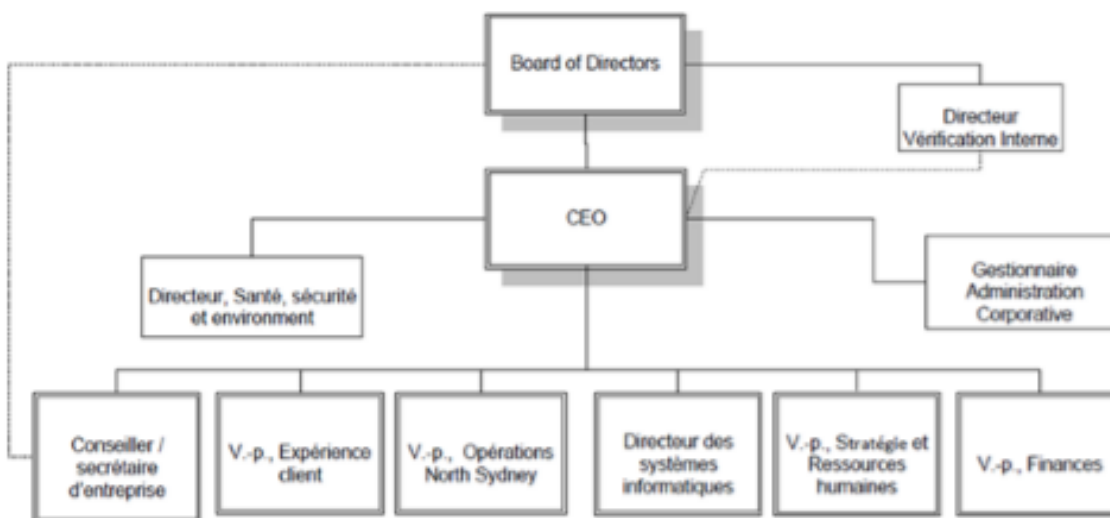 Board of Directors
Directeur
Vérification Interne
CEO
Directeur, Santé, sécurité
et environment
Gestionnaire
Administration
Corporative
Conseiller /
secrétaire
d'entreprise
V.-p., Expérience
client
V.-p., Opérations
North Sydney
Directeur des
systèmes
informatiques
V.-p., Stratégie et
Ressources
humaines
V.-p., Finances